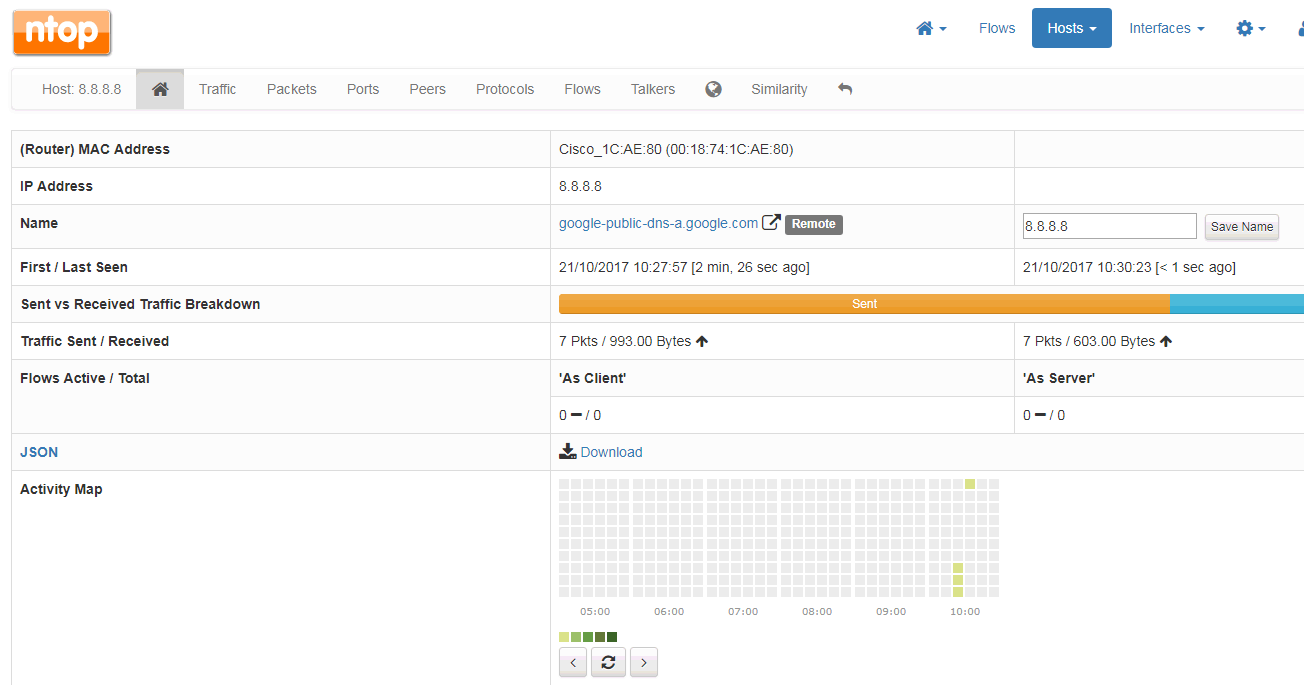 ntop
Flows Hosts Interfaces
Host: 8.8.8.8 Traffic Packets Ports Peers Protocols Flows Talkers Similarity
(Router) MAC Address Cisco_1C:AE:80 (00:18:74:1C:AE:80)
IP Address 8.8.8.8
Name google-public-dns-a.google.com Remote 8.8.8.8 Save Name
First / Last Seen 21/10/2017 10:27:57 [2 min, 26 sec ago] 21/10/2017 10:30:23 [< 1 sec ago]
Sent vs Received Traffic Breakdown Sent
Traffic Sent / Received 7 Pkts / 993.00 Bytes 7 Pkts / 603.00 Bytes
Flows Active / Total 'As Client' 'As Server'
0 / 0 0 / 0
JSON Download
Activity Map
05:00 06:00 07:00 08:00 09:00 10:00